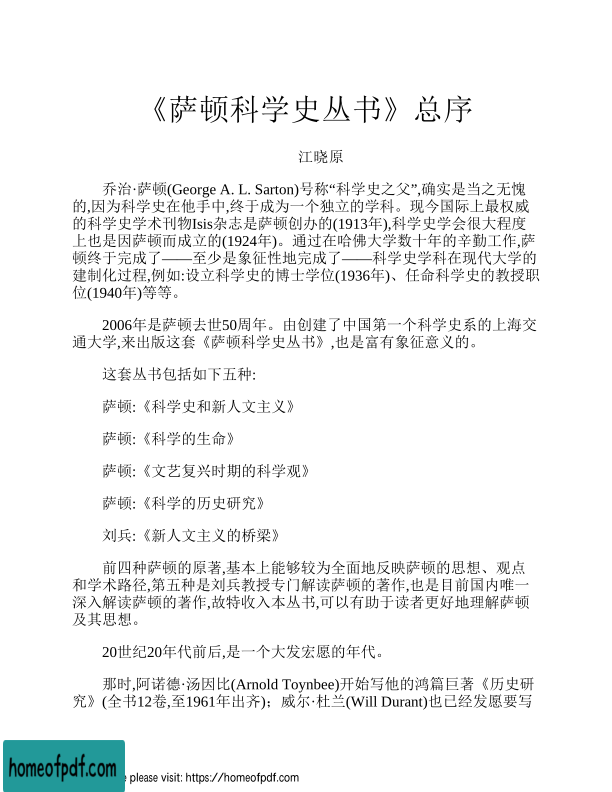 《萨顿科学史丛书》总序
江晓原
乔治·萨顿(George A. L. Sarton)号称“科学史之父”,确实是当之无愧
的,因为科学史在他手中,终于成为一个独立的学科。现今国际上最权威
的科学史学术刊物Isis杂志是萨顿创办的(1913年),科学史学会很大程度
上也是因萨顿而成立的(1924年)。通过在哈佛大学数十年的辛勤工作,萨
顿终于完成了——至少是象征性地完成了——科学史学科在现代大学的
建制化过程,例如:设立科学史的博士学位(1936年)、任命科学史的教授职
位(1940年)等等。
2006年是萨顿去世50周年。由创建了中国第一个科学史系的上海交
通大学,来出版这套《萨顿科学史丛书》,也是富有象征意义的。
这套丛书包括如下五种:
萨顿:《科学史和新人文主义》
萨顿:《科学的生命》
萨顿:《文艺复兴时期的科学观》
萨顿:《科学的历史研究》
刘兵:《新人文主义的桥梁》
前四种萨顿的原著,基本上能够较为全面地反映萨顿的思想、观点
和学术路径,第五种是刘兵教授专门解读萨顿的著作,也是目前国内唯一
深入解读萨顿的著作,故特收入本丛书,可以有助于读者更好地理解萨顿
及其思想。
20世纪20年代前后,是一个大发宏愿的年代。
那时,阿诺德·汤因比(Arnold Toynbee)开始写他的鸿篇巨著《历史研
究》(全书12卷,至1961年出齐)；威尔·杜兰(Will Durant)也已经发愿要写
homeofpdf.com
e please visit: https://homeofpdf.com